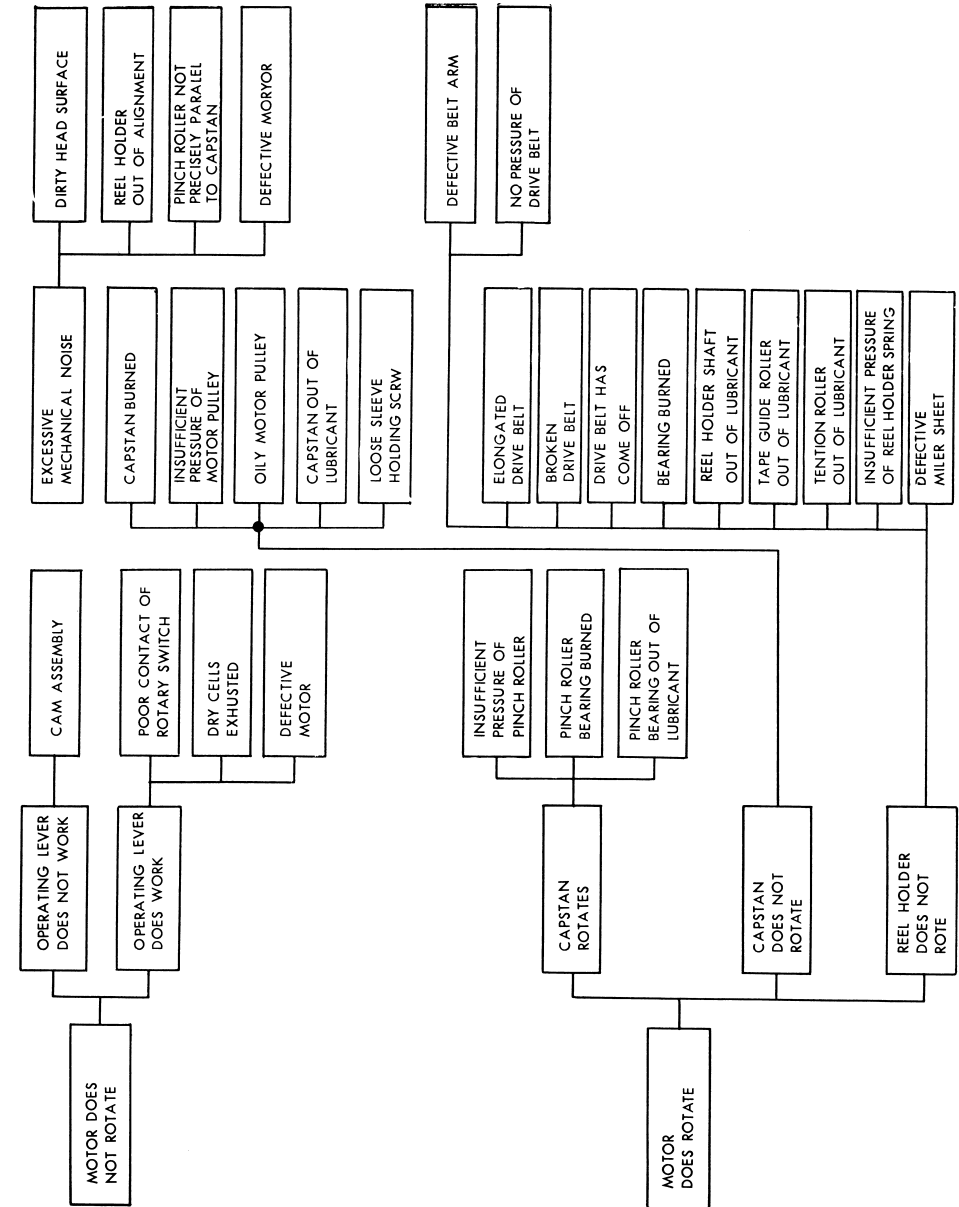 MOTOR DOES
NOT ROTATE
OPERATING LEVER
DOES NOT WORK
CAM ASSEMBLY
OPERATING LEVER
DOES WORK
POOR CONTACT OF
ROTARY SWITCH
DRY CELLS
EXHUSTED
DEFECTIVE
MOTOR
EXCESSIVE
MECHANICAL NOISE
DIRTY HEAD SURFACE
REEL HOLDER
OUT OF ALIGNMENT
PINCH ROLLER NOT
PRECISELY PARALEL
TO CAPSTAN
DEFECTIVE MORYOR
MOTOR
DOES ROTATE
CAPSTAN
ROTATES
INSUFFICIENT
PRESSURE OF
PINCH ROLLER
PINCH ROLLER
BEARING BURNED
PINCH ROLLER
BEARING OUT OF
LUBRICANT
CAPSTAN
DOES NOT
ROTATE
CAPSTAN BURNED
INSUFFICIENT
PRESSURE OF
MOTOR PULLEY
OILY MOTOR PULLEY
CAPSTAN OUT OF
LUBRICANT
LOOSE SLEEVE
HOLDING SCRW
REEL HOLDER
DOES NOT
ROTE
ELONGATED
DRIVE BELT
BROKEN
DRIVE BELT
DRIVE BELT HAS
COME OFF
BEARING BURNED
REEL HOLDER SHAFT
OUT OF LUBRICANT
TAPE GUIDE ROLLER
OUT OF LUBRICANT
TENTION ROLLER
OUT OF LUBRICANT
INSUFFICIENT PRESSURE
OF REEL HOLDER SPRING
DEFECTIVE
MILER SHEET
DEFECTIVE BELT ARM
NO PRESSURE OF
DRIVE BELT